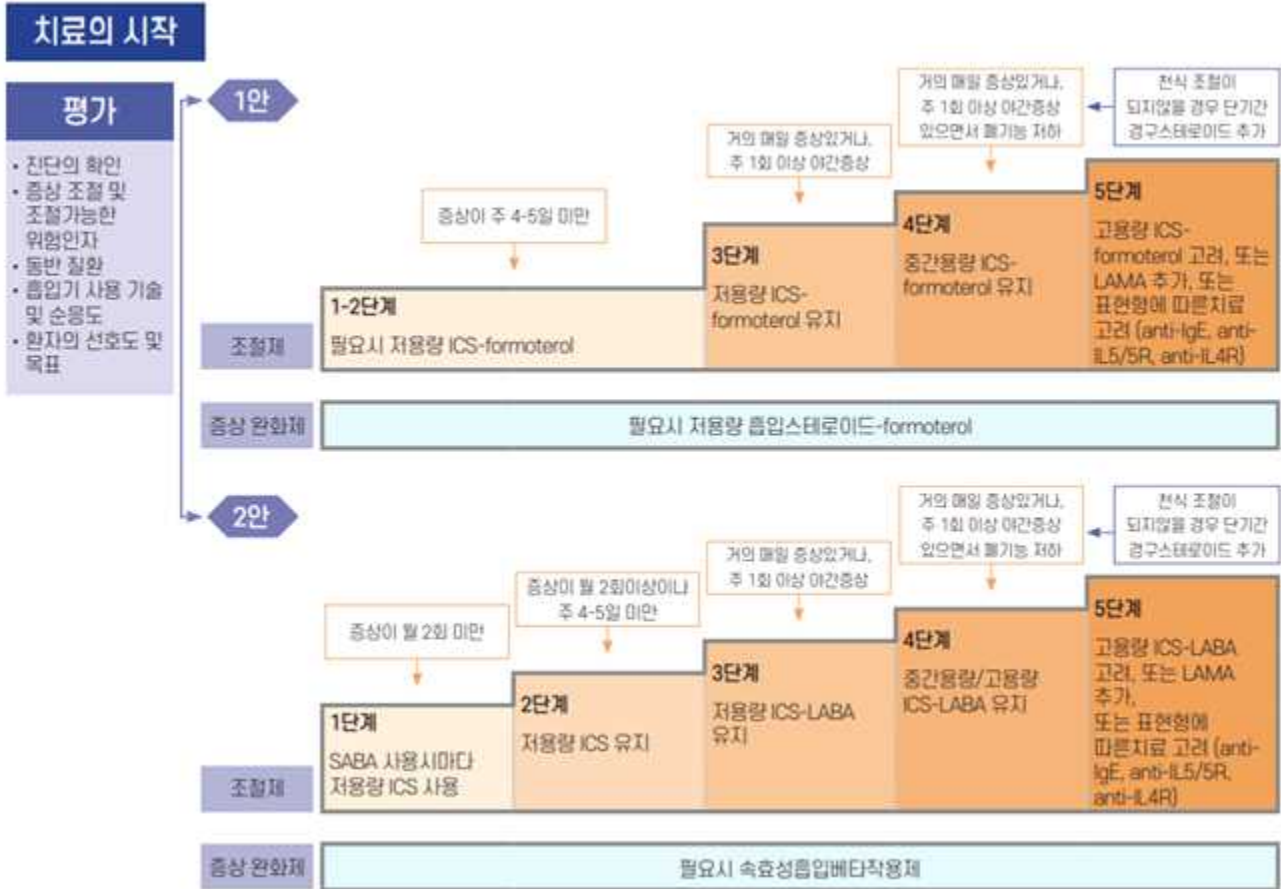 치료의 시작
평가
• 진단의 확인
• 증상 조절 및
조절가능한
위험인자
• 동반 질환
• 흡입기 사용 기술
및 순응도
• 환자의 선호도 및
목표
1안
증상이 주 4-5일 미만
거의 매일 증상있거나,
주 1회 이상 야간증상
거의 매일 증상있거나,
주 1회 이상 야간증상
있으면서 폐기능 저하
천식 조절이
되지않을 경우 단기간
경구스테로이드 추가
조절제
1-2단계
필요시 저용량 ICS-formoterol
3단계
저용량 ICS-
formoterol 유지
4단계
중간용량 ICS-
formoterol 유지
5단계
고용량 ICS-
formoterol 고려, 또는
LAMA 추가, 또는
표현형에 따른치료
고려 (anti-IgE, anti-
IL5/5R, anti-IL4R)
증상 완화제
필요시 저용량 흡입스테로이드-formoterol
2안
증상이 월 2회 미만
증상이 월 2회이상이나
주 4-5일 미만
거의 매일 증상있거나,
주 1회 이상 야간증상
거의 매일 증상있거나,
주 1회 이상 야간증상
있으면서 폐기능 저하
천식 조절이
되지않을 경우 단기간
경구스테로이드 추가
조절제
1단계
SABA 사용시마다
저용량 ICS 사용
2단계
저용량 ICS 유지
3단계
저용량 ICS-LABA
유지
4단계
중간용량/고용량
ICS-LABA 유지
5단계
고용량 ICS-LABA
고려, 또는 LAMA
추가,
또는 표현형에
따른치료 고려 (anti-
IgE, anti-IL5/5R,
anti-IL4R)
증상 완화제
필요시 속효성흡입베타작용제